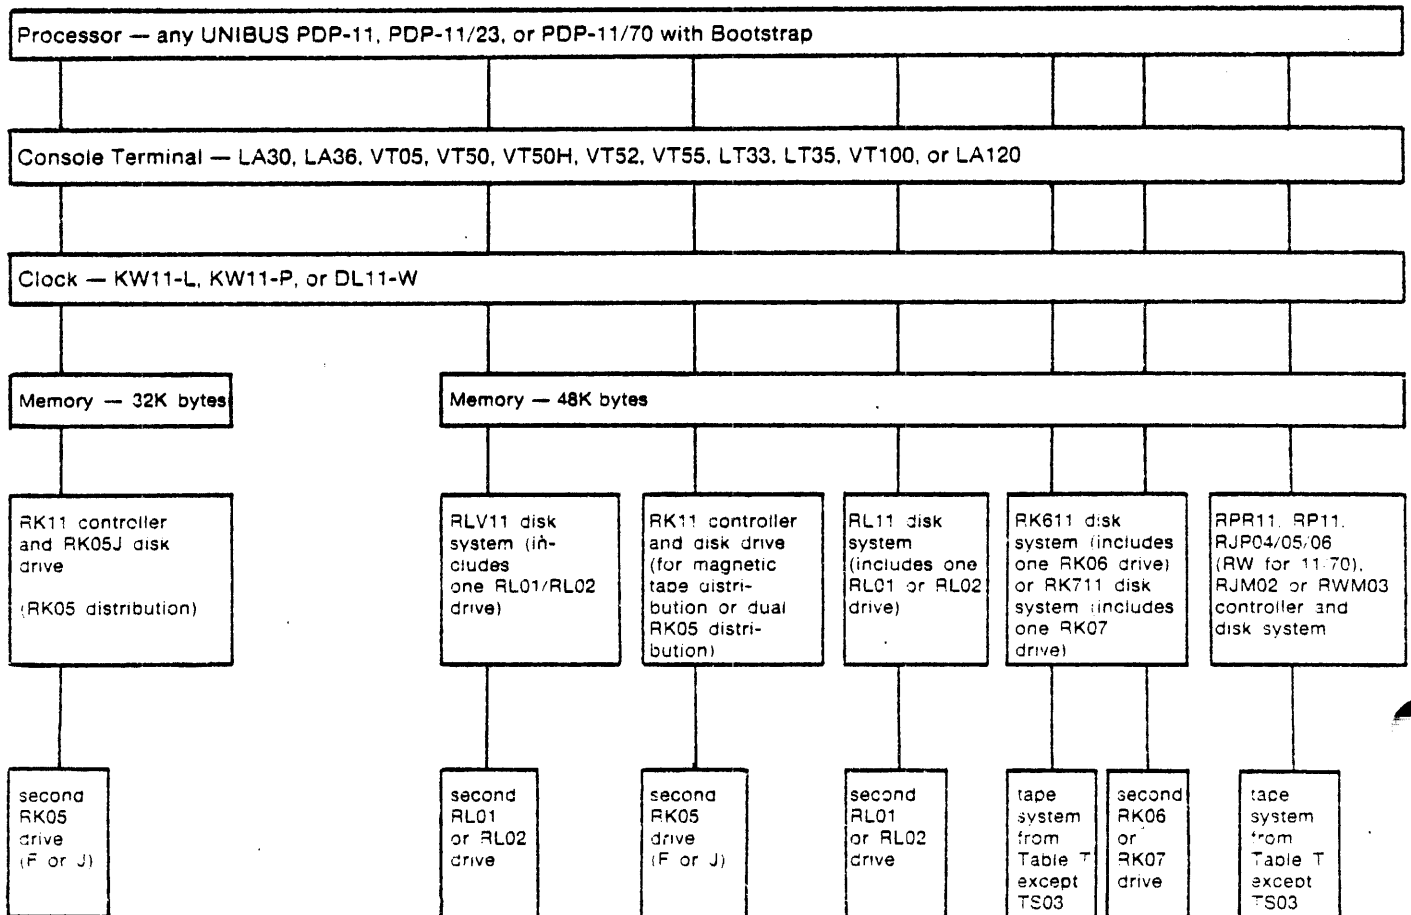 Processor — any UNIBUS PDP-11, PDP-11/23, or PDP-11/70 with Bootstrap
Console Terminal — LA30, LA36, VT05, VT50, VT50H, VT52, VT55, LT33, LT35, VT100, or LA120
Clock — KW11-L, KW11-P, or DL11-W
Memory — 32K bytes
Memory — 48K bytes
RK11 controller
and RK05J disk
drive
(RK05 distribution)
RLV11 disk
system (in-
cludes
one RL01/RL02
drive)
RK11 controller
and disk drive
(for magnetic
tape distri-
bution or dual
RK05 distri-
bution)
RL11 disk
system
(includes one
RL01 or RL02
drive)
RK611 disk
system (includes
one RK06 drive)
or RK711 disk
system (includes
one RK07
drive)
RPR11, RP11,
RJP04/05/06
(RW for 11/70),
RJM02 or RWM03
controller and
disk system
second
RK05
drive
(F or J)
second
RL01
or RL02
drive
second
RK05
drive
(F or J)
second
RL01
or RL02
drive
tape
system
from
Table T
except
TS03
second
RK06
or
RK07
drive
tape
system
from
Table T
except
TS03